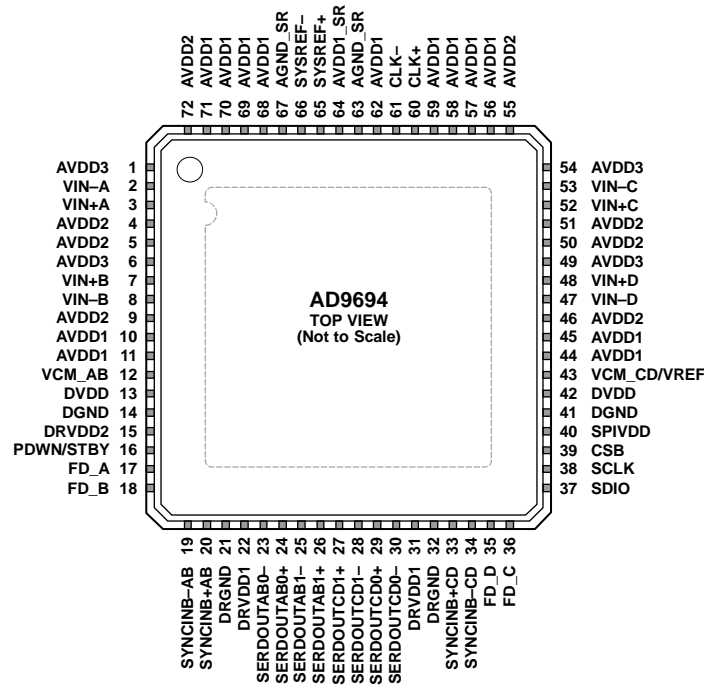 72 AVDD2
71 AVDD1
70 AVDD1
69 AVDD1
68 AVDD1
67 AGND_SR
66 SYSREF–
65 SYSREF+
64 AVDD1_SR
63 AGND_SR
62 AVDD1
61 CLK–
60 CLK+
59 AVDD1
58 AVDD1
57 AVDD1
56 AVDD1
55 AVDD2
AVDD3 1
VIN–A 2
VIN+A 3
AVDD2 4
AVDD2 5
AVDD3 6
VIN+B 7
VIN–B 8
AVDD2 9
AVDD1 10
AVDD1 11
VCM_AB 12
DVDD 13
DGND 14
DRVDD2 15
PDWN/STBY 16
FD_A 17
FD_B 18
AD9694
TOP VIEW
(Not to Scale)
54 AVDD3
53 VIN–C
52 VIN+C
51 AVDD2
50 AVDD2
49 AVDD3
48 VIN+D
47 VIN–D
46 AVDD2
45 AVDD1
44 AVDD1
43 VCM_CD/VREF
42 DVDD
41 DGND
40 SPIVDD
39 CSB
38 SCLK
37 SDIO
SYNCINB–AB 19
SYNCINB+AB 20
DRGND 21
DRVDD1 22
SERDOUTAB0– 23
SERDOUTAB0+ 24
SERDOUTAB1– 25
SERDOUTAB1+ 26
SERDOUTCD1+ 27
SERDOUTCD1– 28
SERDOUTCD0+ 29
SERDOUTCD0– 30
DRVDD1 31
DRGND 32
SYNCINB+CD 33
SYNCINB–CD 34
FD_D 35
FD_C 36